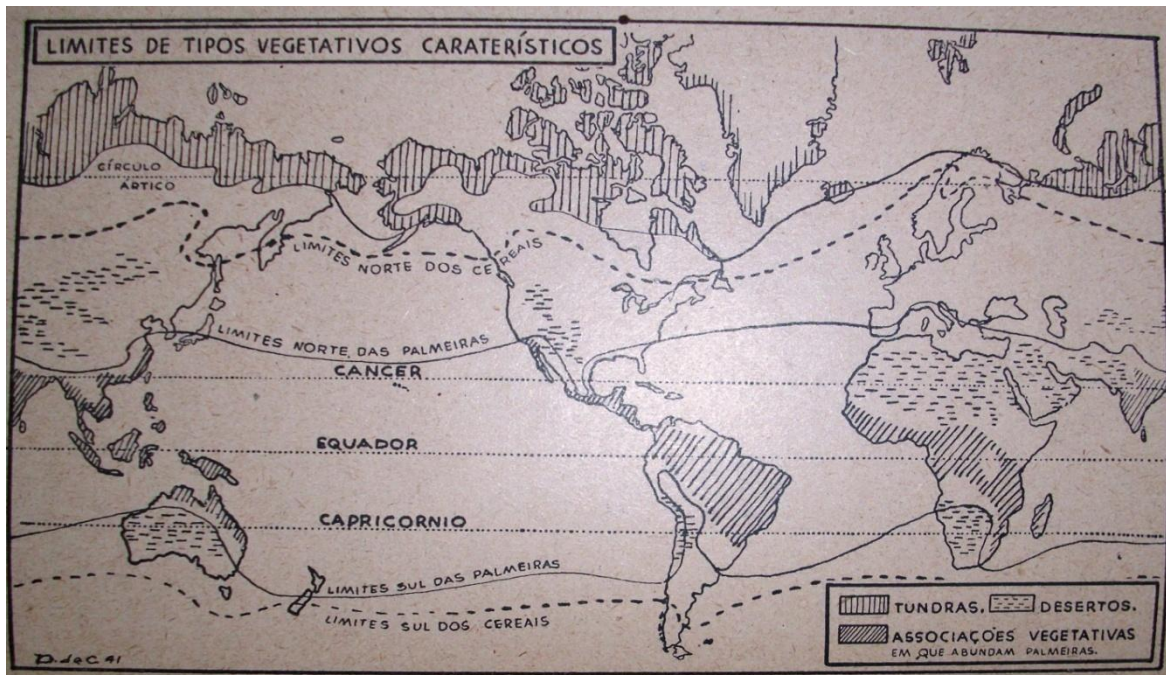 LIMITES DE TIPOS VEGETATIVOS CARATERÍSTICOS
CÍRCULO
ÁRTICO
LIMITES NORTE DOS CEREAIS
LIMITES NORTE DAS PALMEIRAS
CANCER
EQUADOR
CAPRICORNIO
LIMITES SUL DAS PALMEIRAS
LIMITES SUL DOS CEREAIS
TUNDRAS. DESERTOS.
ASSOCIAÇÕES VEGETATIVAS
EM QUE ABUNDAM PALMEIRAS.
D. de C 41